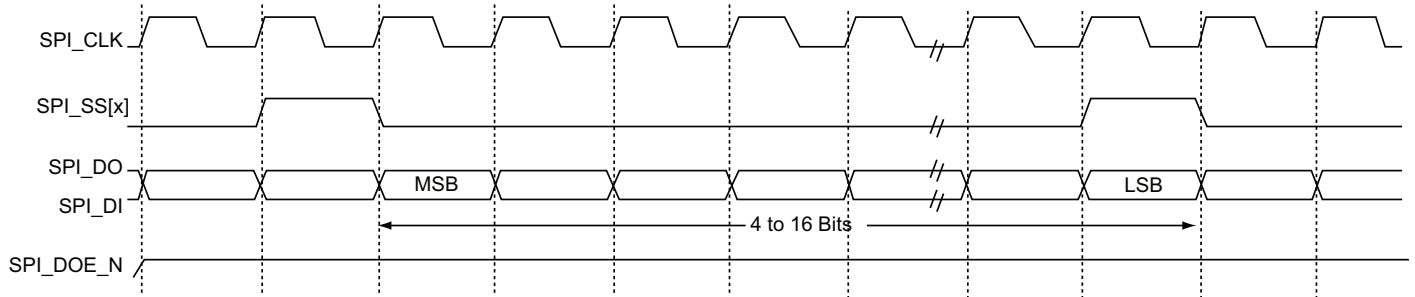 SPI_CLK
SPI_SS[x]
SPI_DO
MSB
LSB
SPI_DI
4 to 16 Bits
SPI_DOE_N